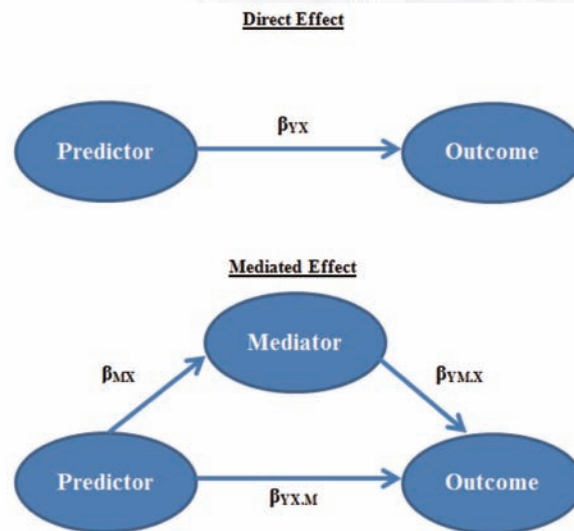 Direct Effect
βYX
Predictor
Outcome
Mediated Effect
Mediator
βMX
βYM.X
Predictor
Outcome
βYX.M